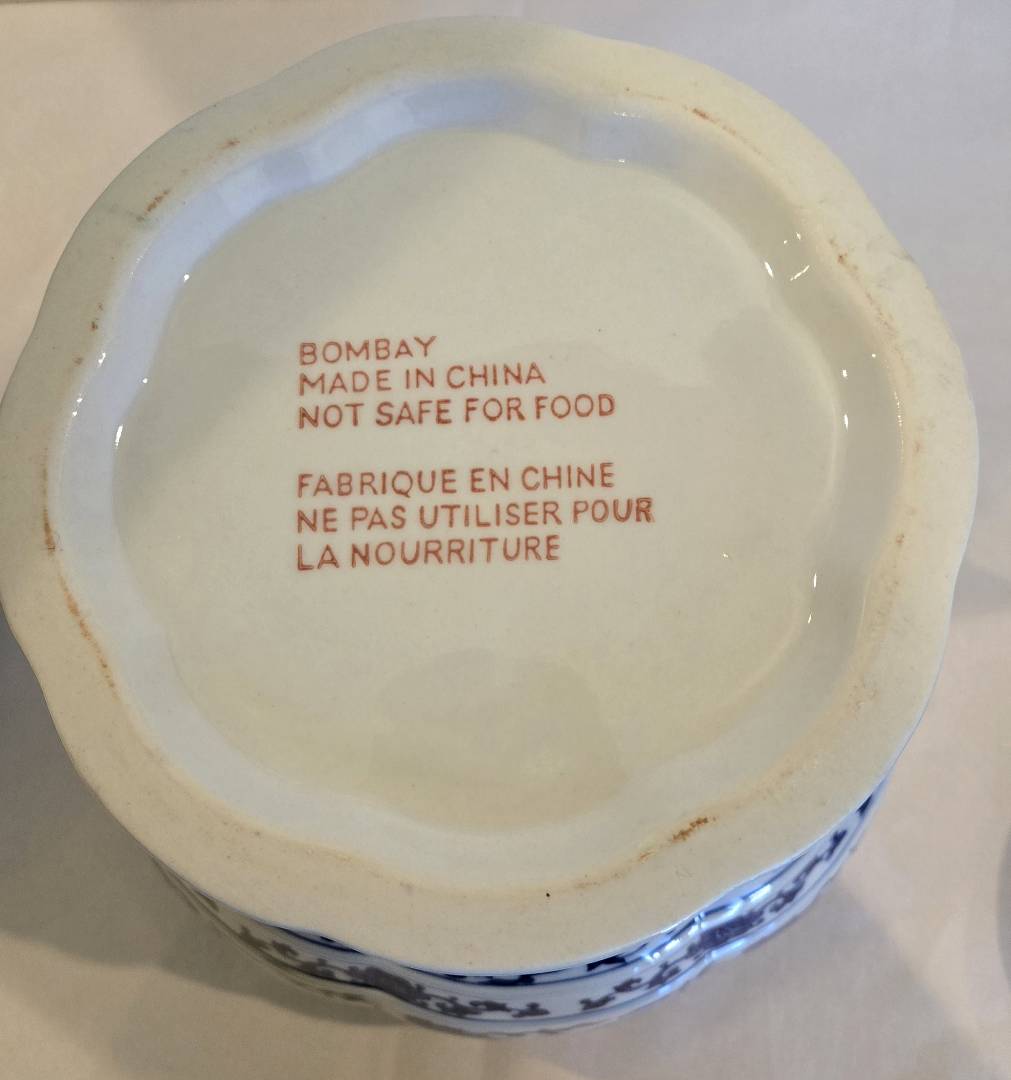 BOMBAY
MADE IN CHINA
NOT SAFE FOR FOOD
FABRIQUE EN CHINE
NE PAS UTILISER POUR
LA NOURRITURE